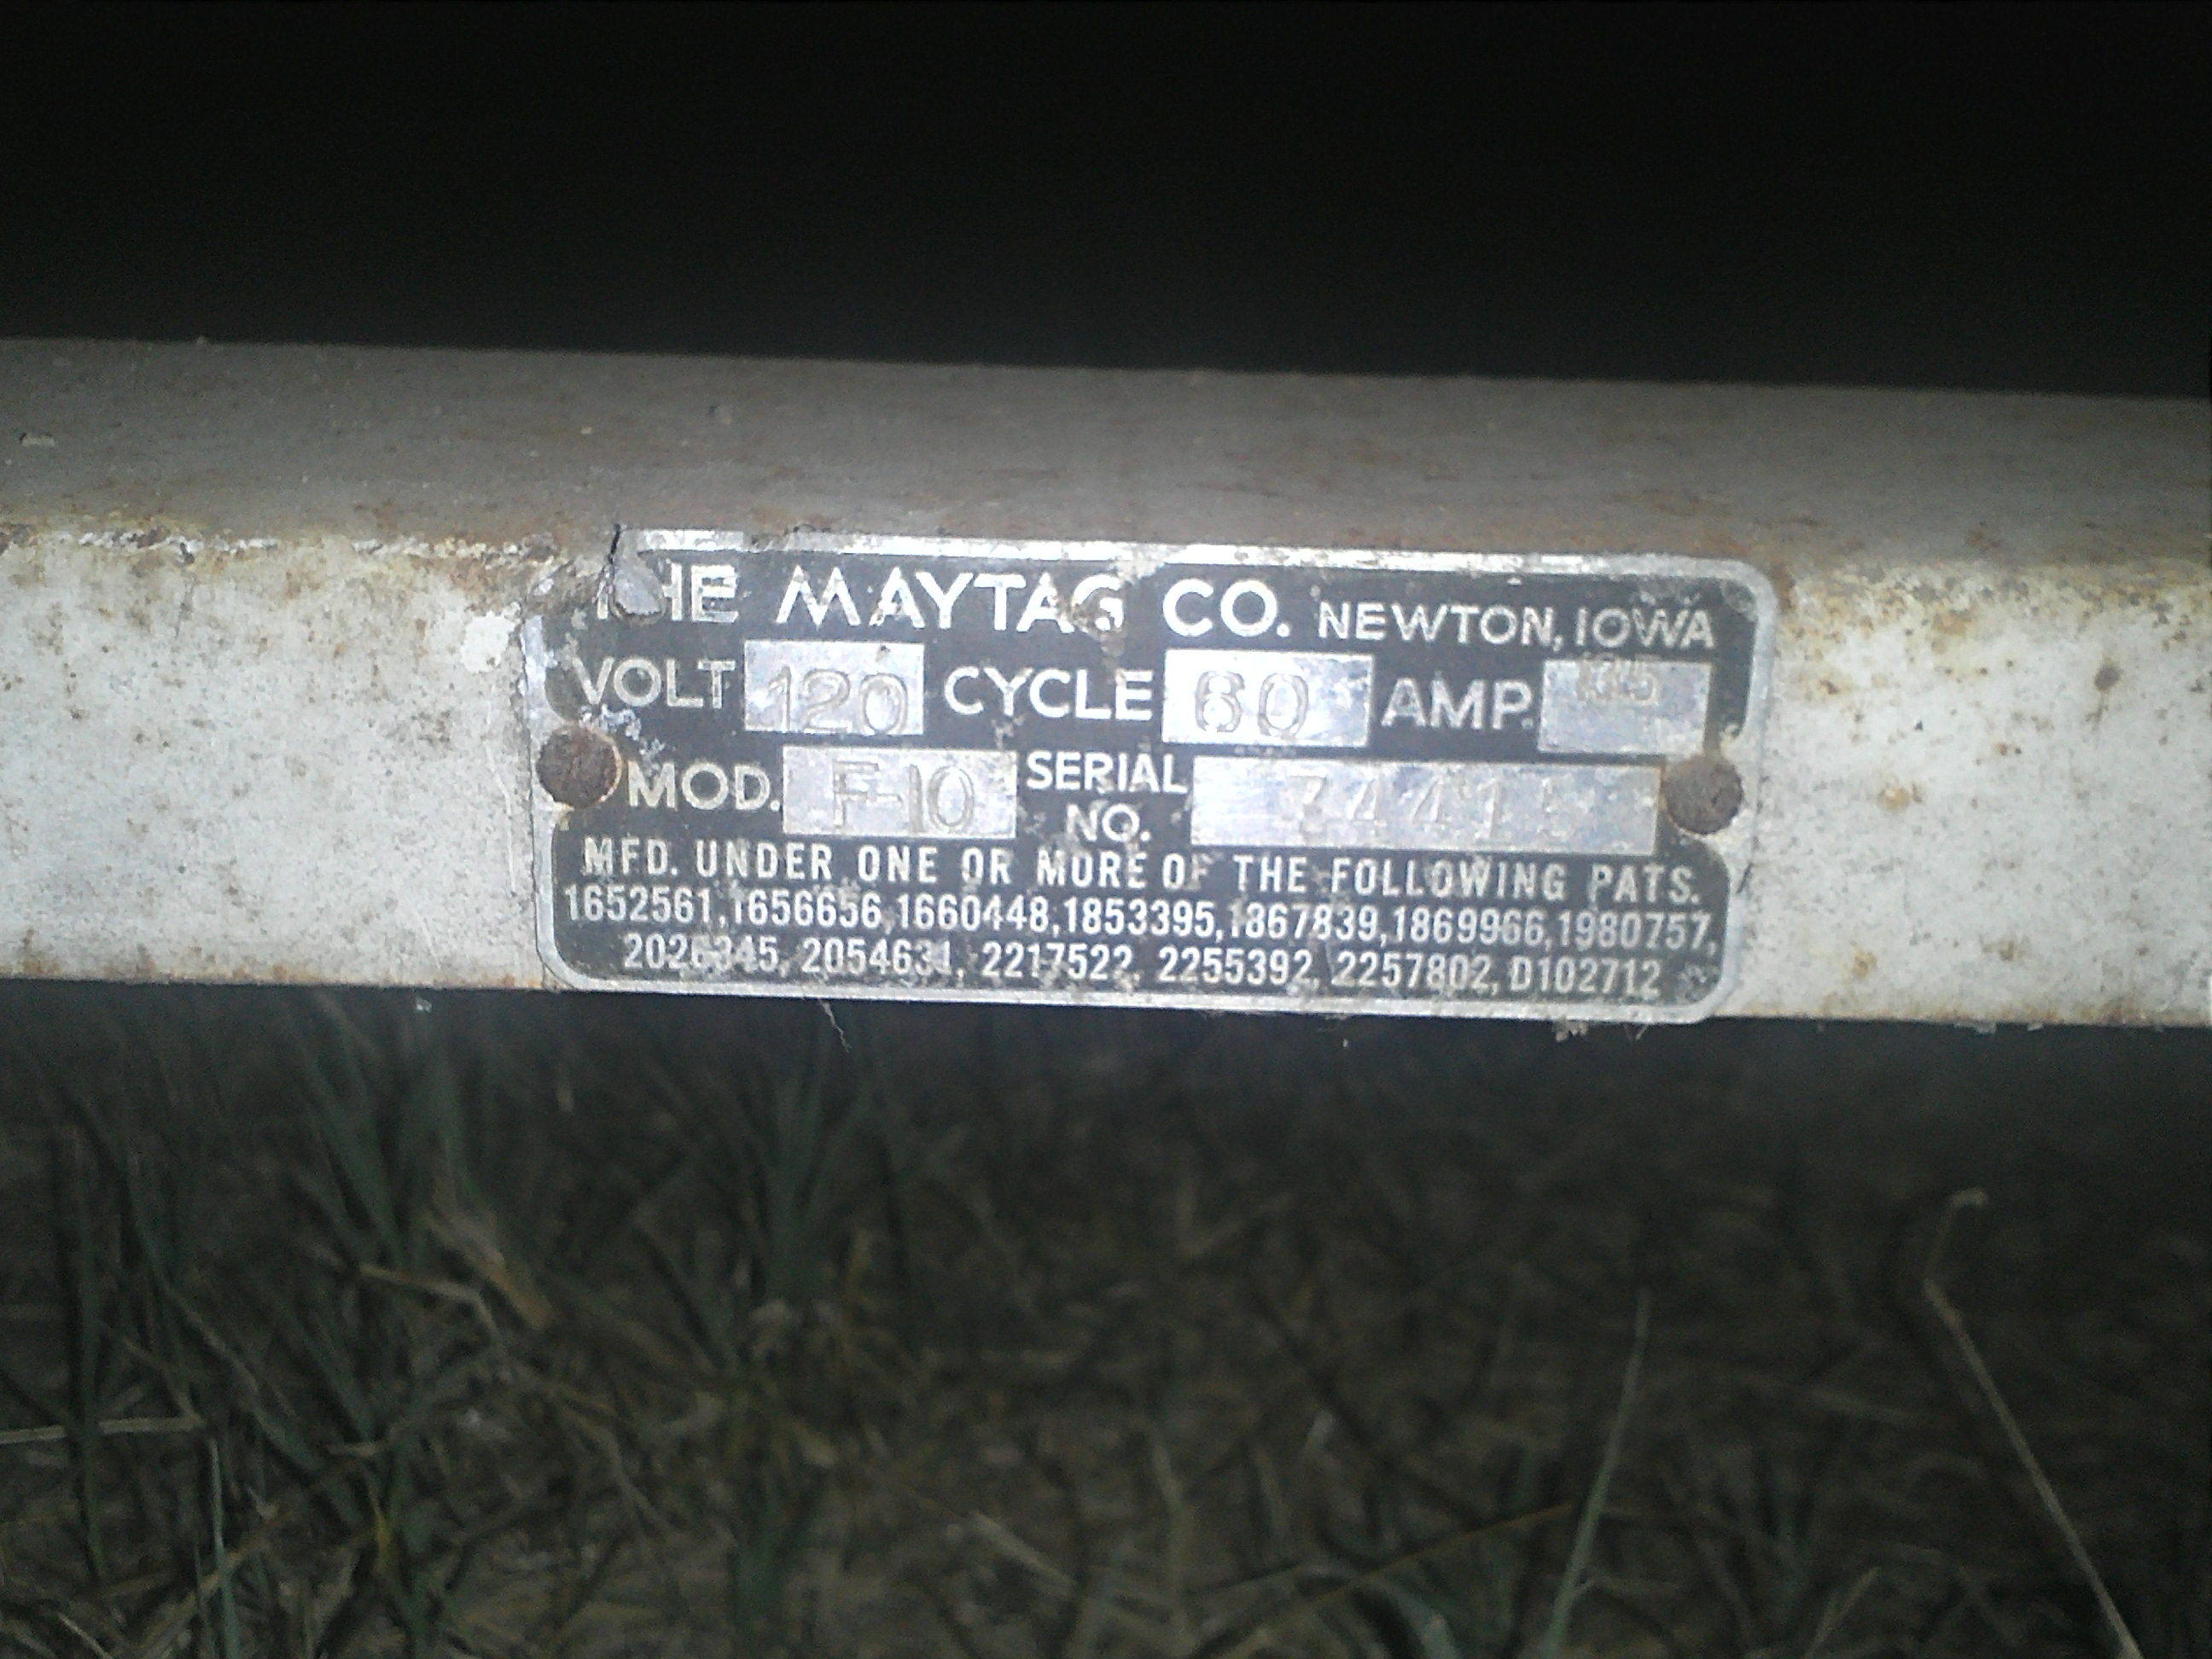 THE MAYTAG CO. NEWTON, IOWA
VOLT 120 CYCLE 60 AMP.
MOD. F-10 SERIAL NO.
MFD. UNDER ONE OR MORE OF THE FOLLOWING PATS.
1652561, 1656656, 1660448, 1853395, 1867839, 1869966, 1980757,
2026345, 2054631, 2217522, 2255392, 2257802, D102712